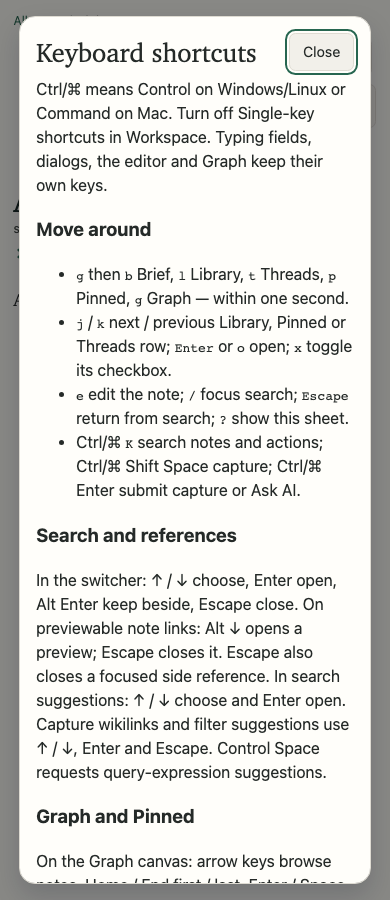 Keyboard shortcuts
Close
Ctrl/⌘ means Control on Windows/Linux or
Command on Mac. Turn off Single-key
shortcuts in Workspace. Typing fields,
dialogs, the editor and Graph keep their
own keys.
Move around
• g then b Brief, l Library, t Threads, p
Pinned, g Graph — within one second.
• j / k next / previous Library, Pinned or
Threads row; Enter or o open; x toggle
its checkbox.
• e edit the note; / focus search; Escape
return from search; ? show this sheet.
• Ctrl/⌘ K search notes and actions;
Ctrl/⌘ Shift Space capture; Ctrl/⌘
Enter submit capture or Ask AI.
Search and references
In the switcher: ↑ / ↓ choose, Enter open,
Alt Enter keep beside, Escape close. On
previewable note links: Alt ↓ opens a
preview; Escape closes it. Escape also
closes a focused side reference. In search
suggestions: ↑ / ↓ choose and Enter open.
Capture wikilinks and filter suggestions use
↑ / ↓, Enter and Escape. Control Space
requests query-expression suggestions.
Graph and Pinned
On the Graph canvas: arrow keys browse
notes, Home / End first / last, Enter / Space